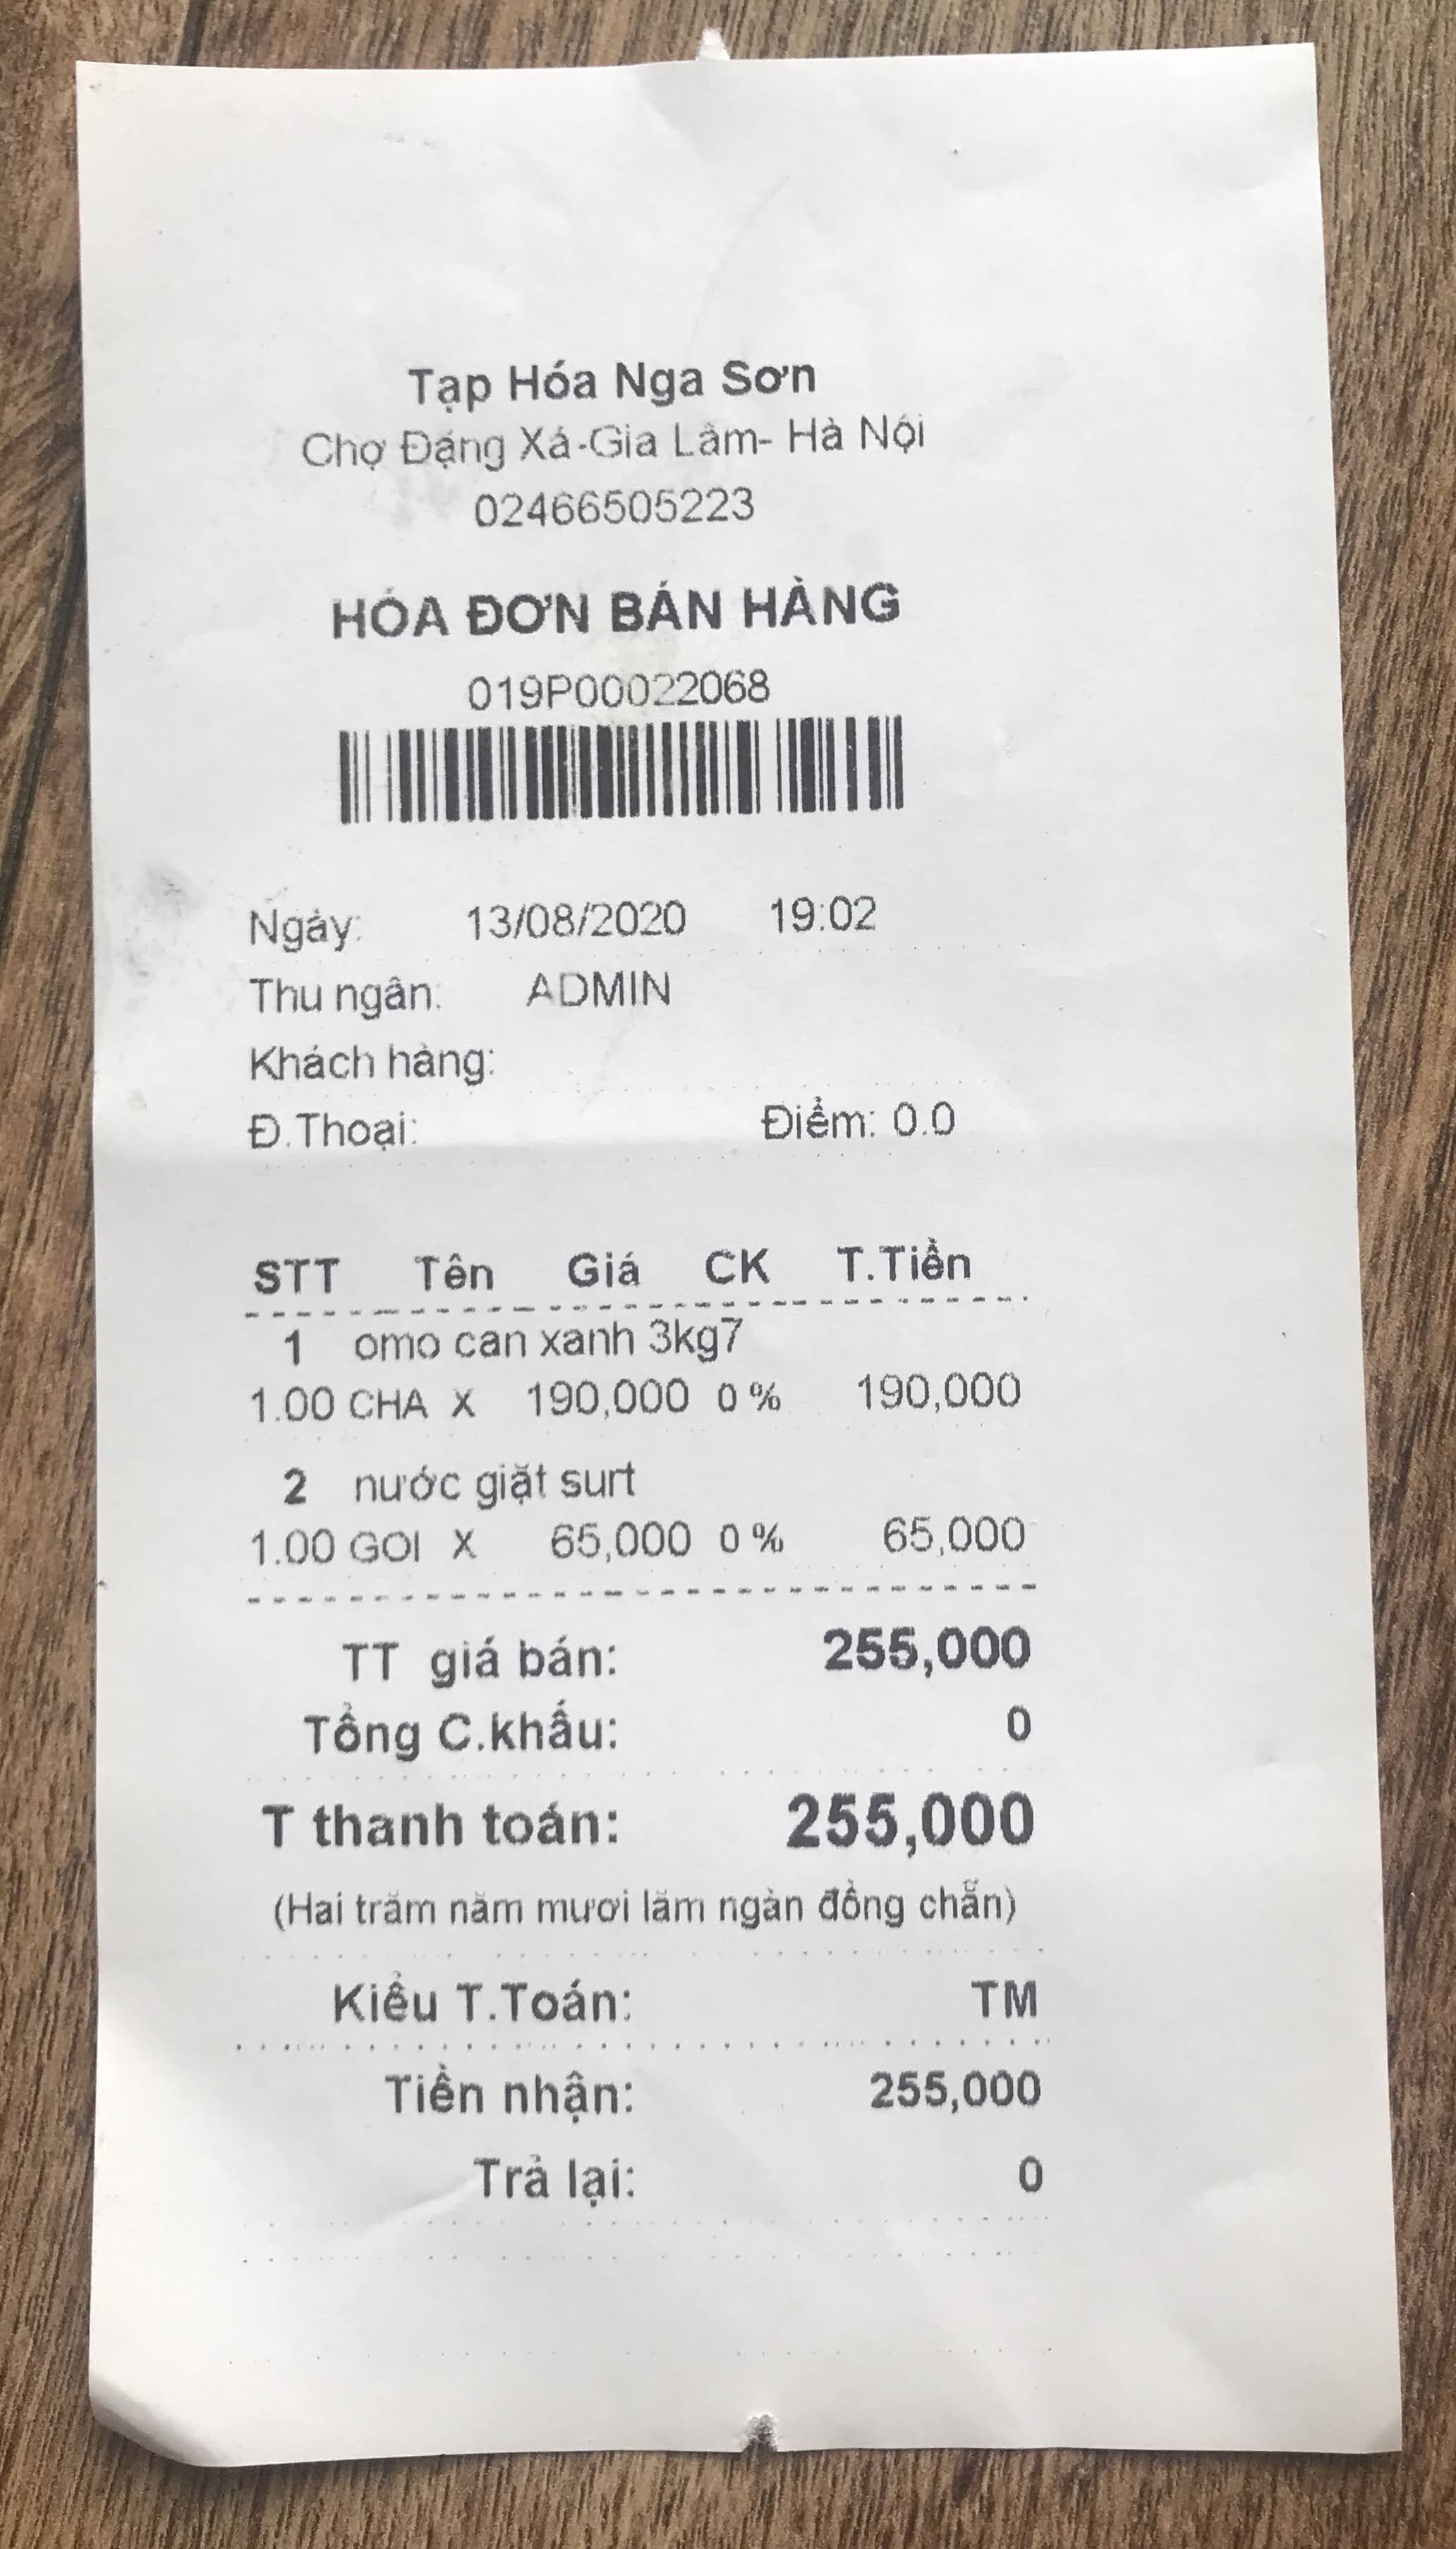 Tạp Hóa Nga Sơn
Chợ Đặng Xá-Gia Lâm- Hà Nội
02466505223
HÓA ĐƠN BÁN HÀNG
019P00022068
Ngày: 13/08/2020 19:02
Thu ngân: ADMIN
Khách hàng:
Đ.Thoại: Điểm: 0.0
STT Tên Giá CK T.Tiền
1 omo can xanh 3kg7
1.00 CHA X 190,000 0 % 190,000
2 nước giặt surt
1.00 GOI X 65,000 0 % 65,000
TT giá bán: 255,000
Tổng C.khấu: 0
T thanh toán: 255,000
(Hai trăm năm mươi lăm ngàn đồng chẵn)
Kiểu T.Toán: TM
Tiền nhận: 255,000
Trả lại: 0